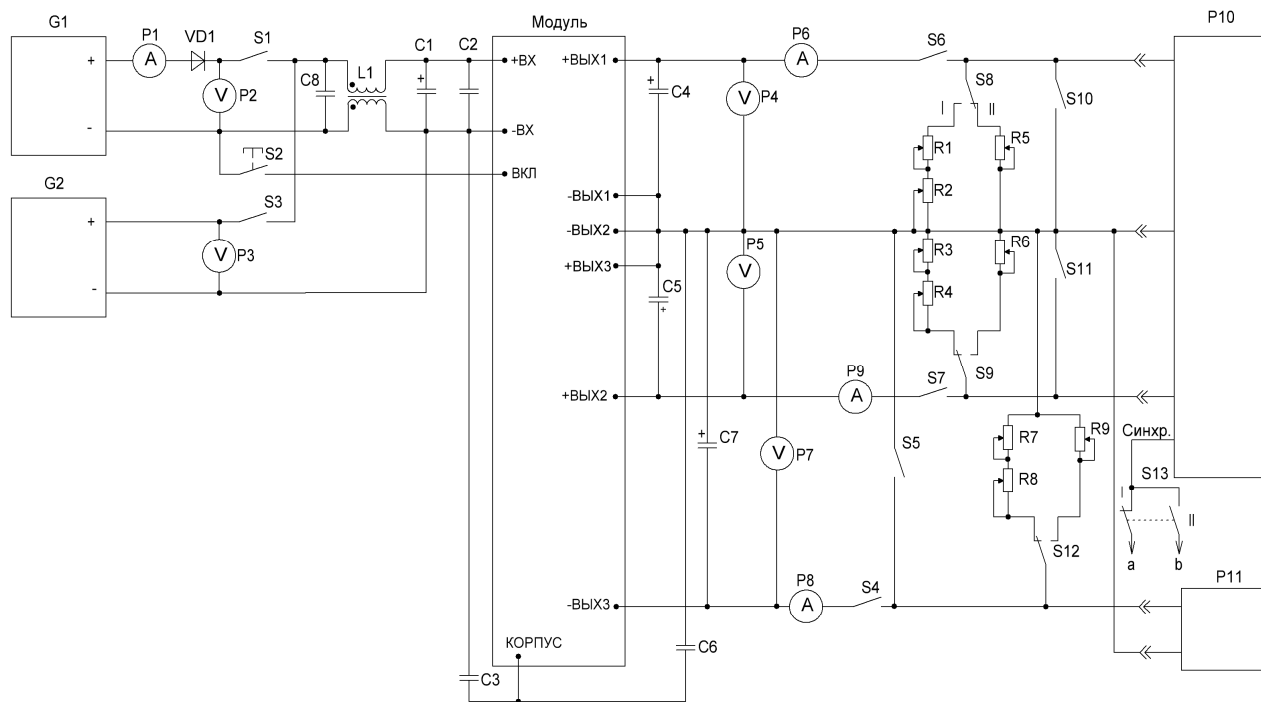 G1
Модуль
P10
P1
VD1
S1
C1
C2
P6
S6
+
A
+
+ВХ
+ВЫХ1
+
A
C8
L1
S8
V
P2
C4
V
P4
I
II
S10
-
-ВХ
R1
R5
S2
ВКЛ
G2
R2
-ВЫХ1
S3
+
-ВЫХ2
P5
R3
R6
V
P3
+ВЫХ3
V
S11
-
C5
+
R4
P9
S7
S9
+ВЫХ2
A
+
C7
S5
R7
R9
Синхр.
V
P7
R8
S13
I
II
S12
a
b
P8
S4
P11
-ВЫХ3
A
КОРПУС
C6
C3